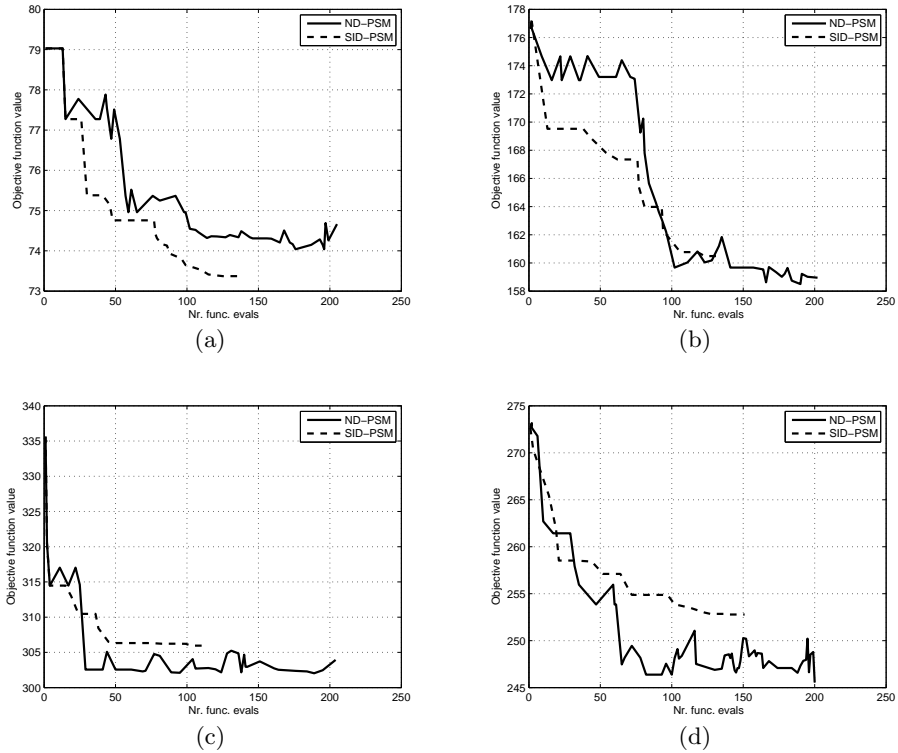 80
79
78
77
76
75
74
73
Objective function value
0 50 100 150 200 250
Nr. func. evals
ND−PSM
SID−PSM
(a)
178
176
174
172
170
168
166
164
162
160
158
Objective function value
0 50 100 150 200 250
Nr. func. evals
ND−PSM
SID−PSM
(b)
340
335
330
325
320
315
310
305
300
Objective function value
0 50 100 150 200 250
Nr. func. evals
ND−PSM
SID−PSM
(c)
275
270
265
260
255
250
245
Objective function value
0 50 100 150 200 250
Nr. func. evals
ND−PSM
SID−PSM
(d)